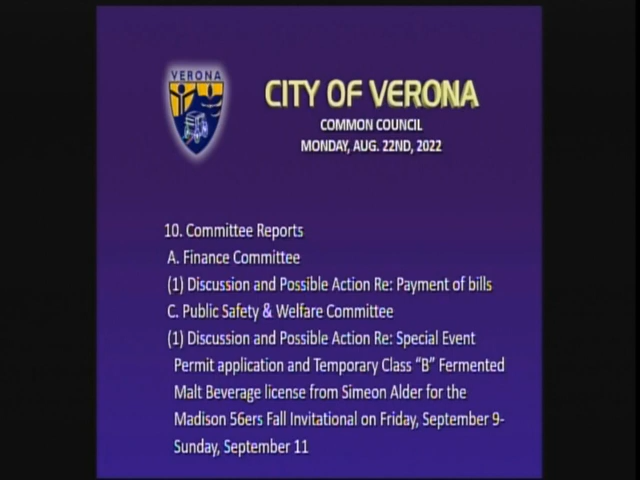 VERONA
CITY OF VERONA
COMMON COUNCIL
MONDAY, AUG. 22ND, 2022
10. Committee Reports
A. Finance Committee
(1) Discussion and Possible Action Re: Payment of bills
C. Public Safety & Welfare Committee
(1) Discussion and Possible Action Re: Special Event
Permit application and Temporary Class “B” Fermented
Malt Beverage license from Simeon Alder for the
Madison 56ers Fall Invitational on Friday, September 9-
Sunday, September 11